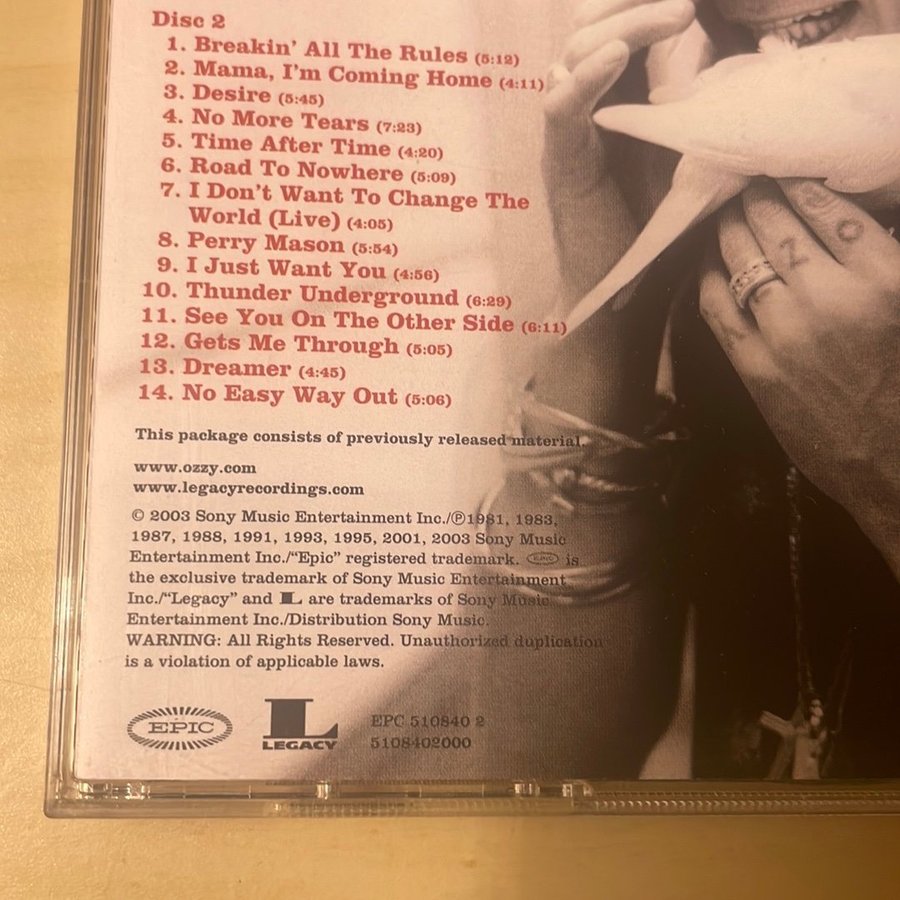 Disc 2
1. Breakin' All The Rules (5:12)
2. Mama, I'm Coming Home (4:11)
3. Desire (5:45)
4. No More Tears (7:23)
5. Time After Time (4:20)
6. Road To Nowhere (5:09)
7. I Don't Want To Change The
World (Live) (4:05)
8. Perry Mason (5:54)
9. I Just Want You (4:56)
10. Thunder Underground (6:29)
11. See You On The Other Side (6:11)
12. Gets Me Through (5:05)
13. Dreamer (4:45)
14. No Easy Way Out (5:06)
This package consists of previously released material.
www.ozzy.com
www.legacyrecordings.com
© 2003 Sony Music Entertainment Inc./℗1981, 1983,
1987, 1988, 1991, 1993, 1995, 2001, 2003 Sony Music
Entertainment Inc./"Epic" registered trademark. EPIC is
the exclusive trademark of Sony Music Entertainment
Inc./"Legacy" and L are trademarks of Sony Music
Entertainment Inc./Distribution Sony Music.
WARNING: All Rights Reserved. Unauthorized duplication
is a violation of applicable laws.
EPIC
L
LEGACY
EPC 510840 2
5108402000